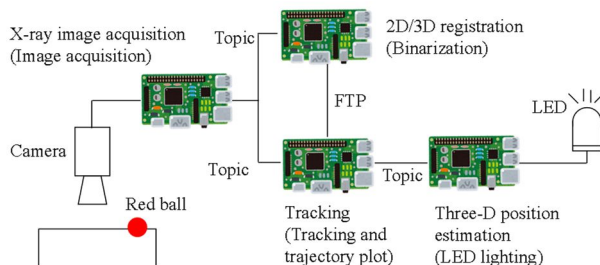 X-ray image acquisition
(Image acquisition)
Topic
2D/3D registration
(Binarization)
FTP
LED
Camera
Topic
Topic
Red ball
Tracking
(Tracking and
trajectory plot)
Three-D position
estimation
(LED lighting)